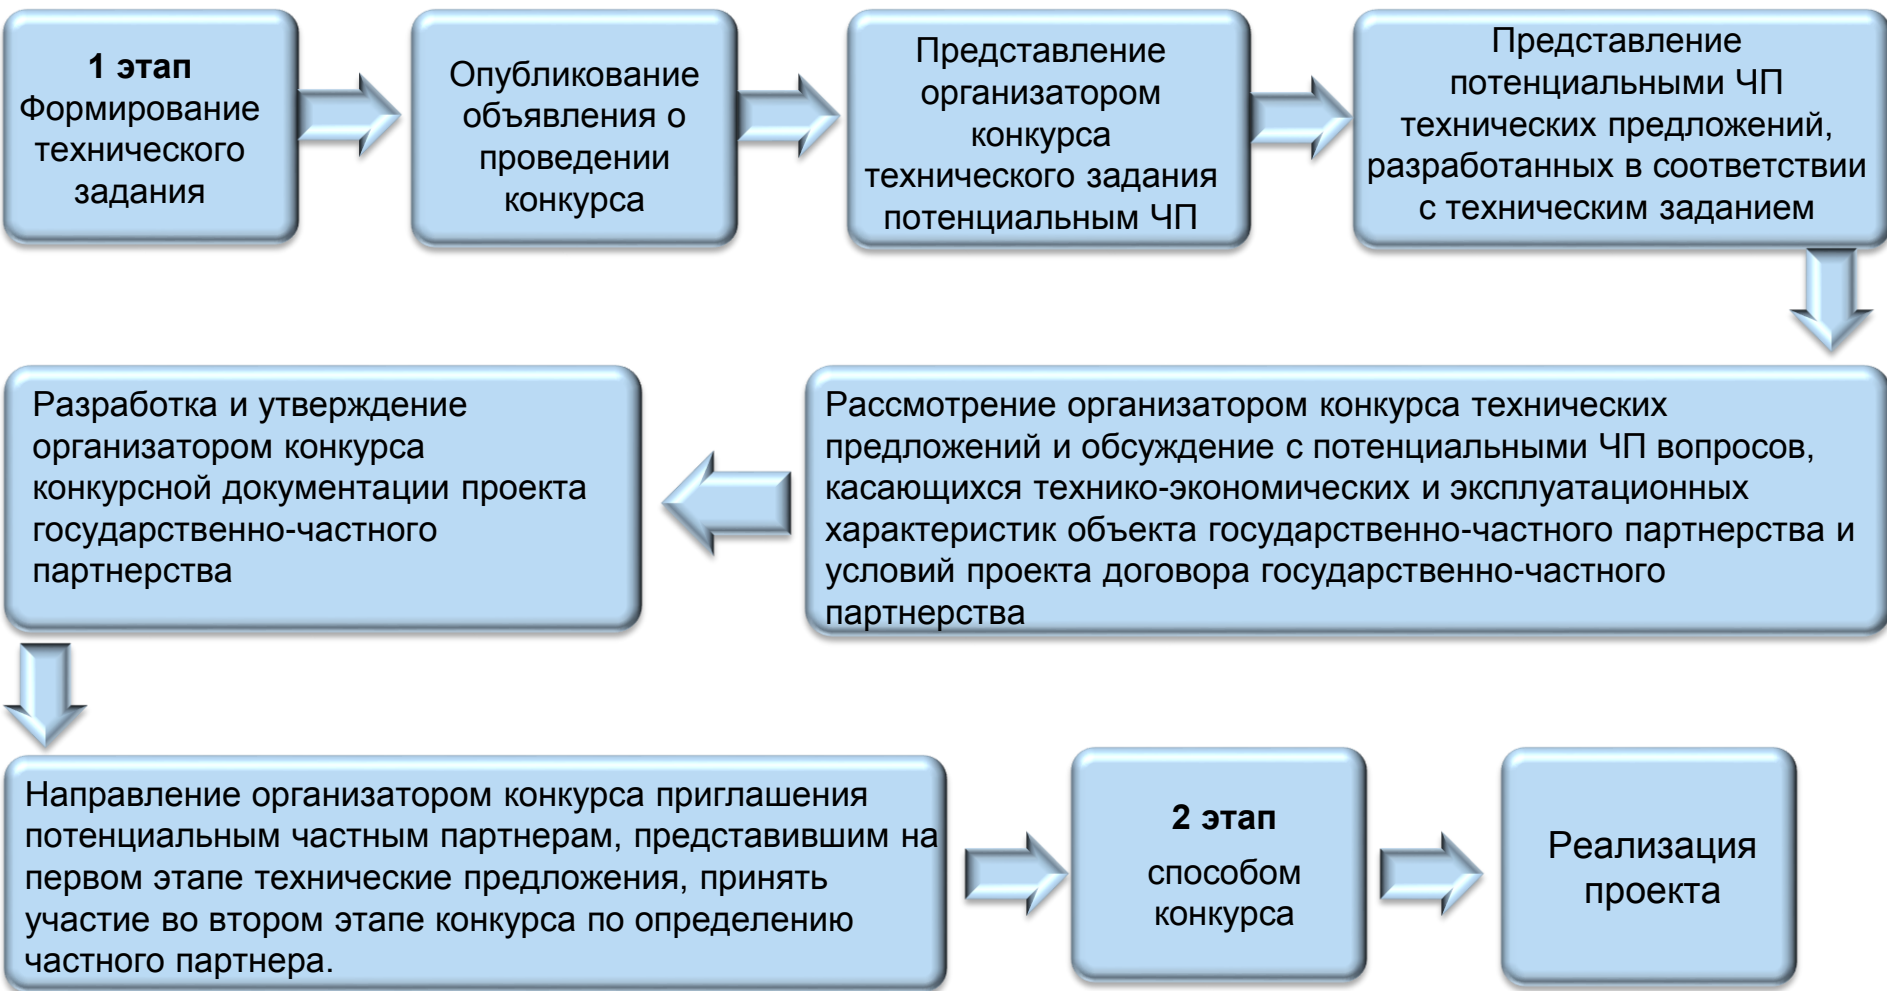 1 этап
Формирование
технического
задания
Опубликование
объявления о
проведении
конкурса
Представление
организатором
конкурса
технического задания
потенциальным ЧП
Представление
потенциальными ЧП
технических предложений,
разработанных в соответствии
с техническим заданием
Рассмотрение организатором конкурса технических
предложений и обсуждение с потенциальными ЧП вопросов,
касающихся технико-экономических и эксплуатационных
характеристик объекта государственно-частного партнерства и
условий проекта договора государственно-частного
партнерства
Разработка и утверждение
организатором конкурса
конкурсной документации проекта
государственно-частного
партнерства
Направление организатором конкурса приглашения
потенциальным частным партнерам, представившим на
первом этапе технические предложения, принять
участие во втором этапе конкурса по определению
частного партнера.
2 этап
способом
конкурса
Реализация
проекта